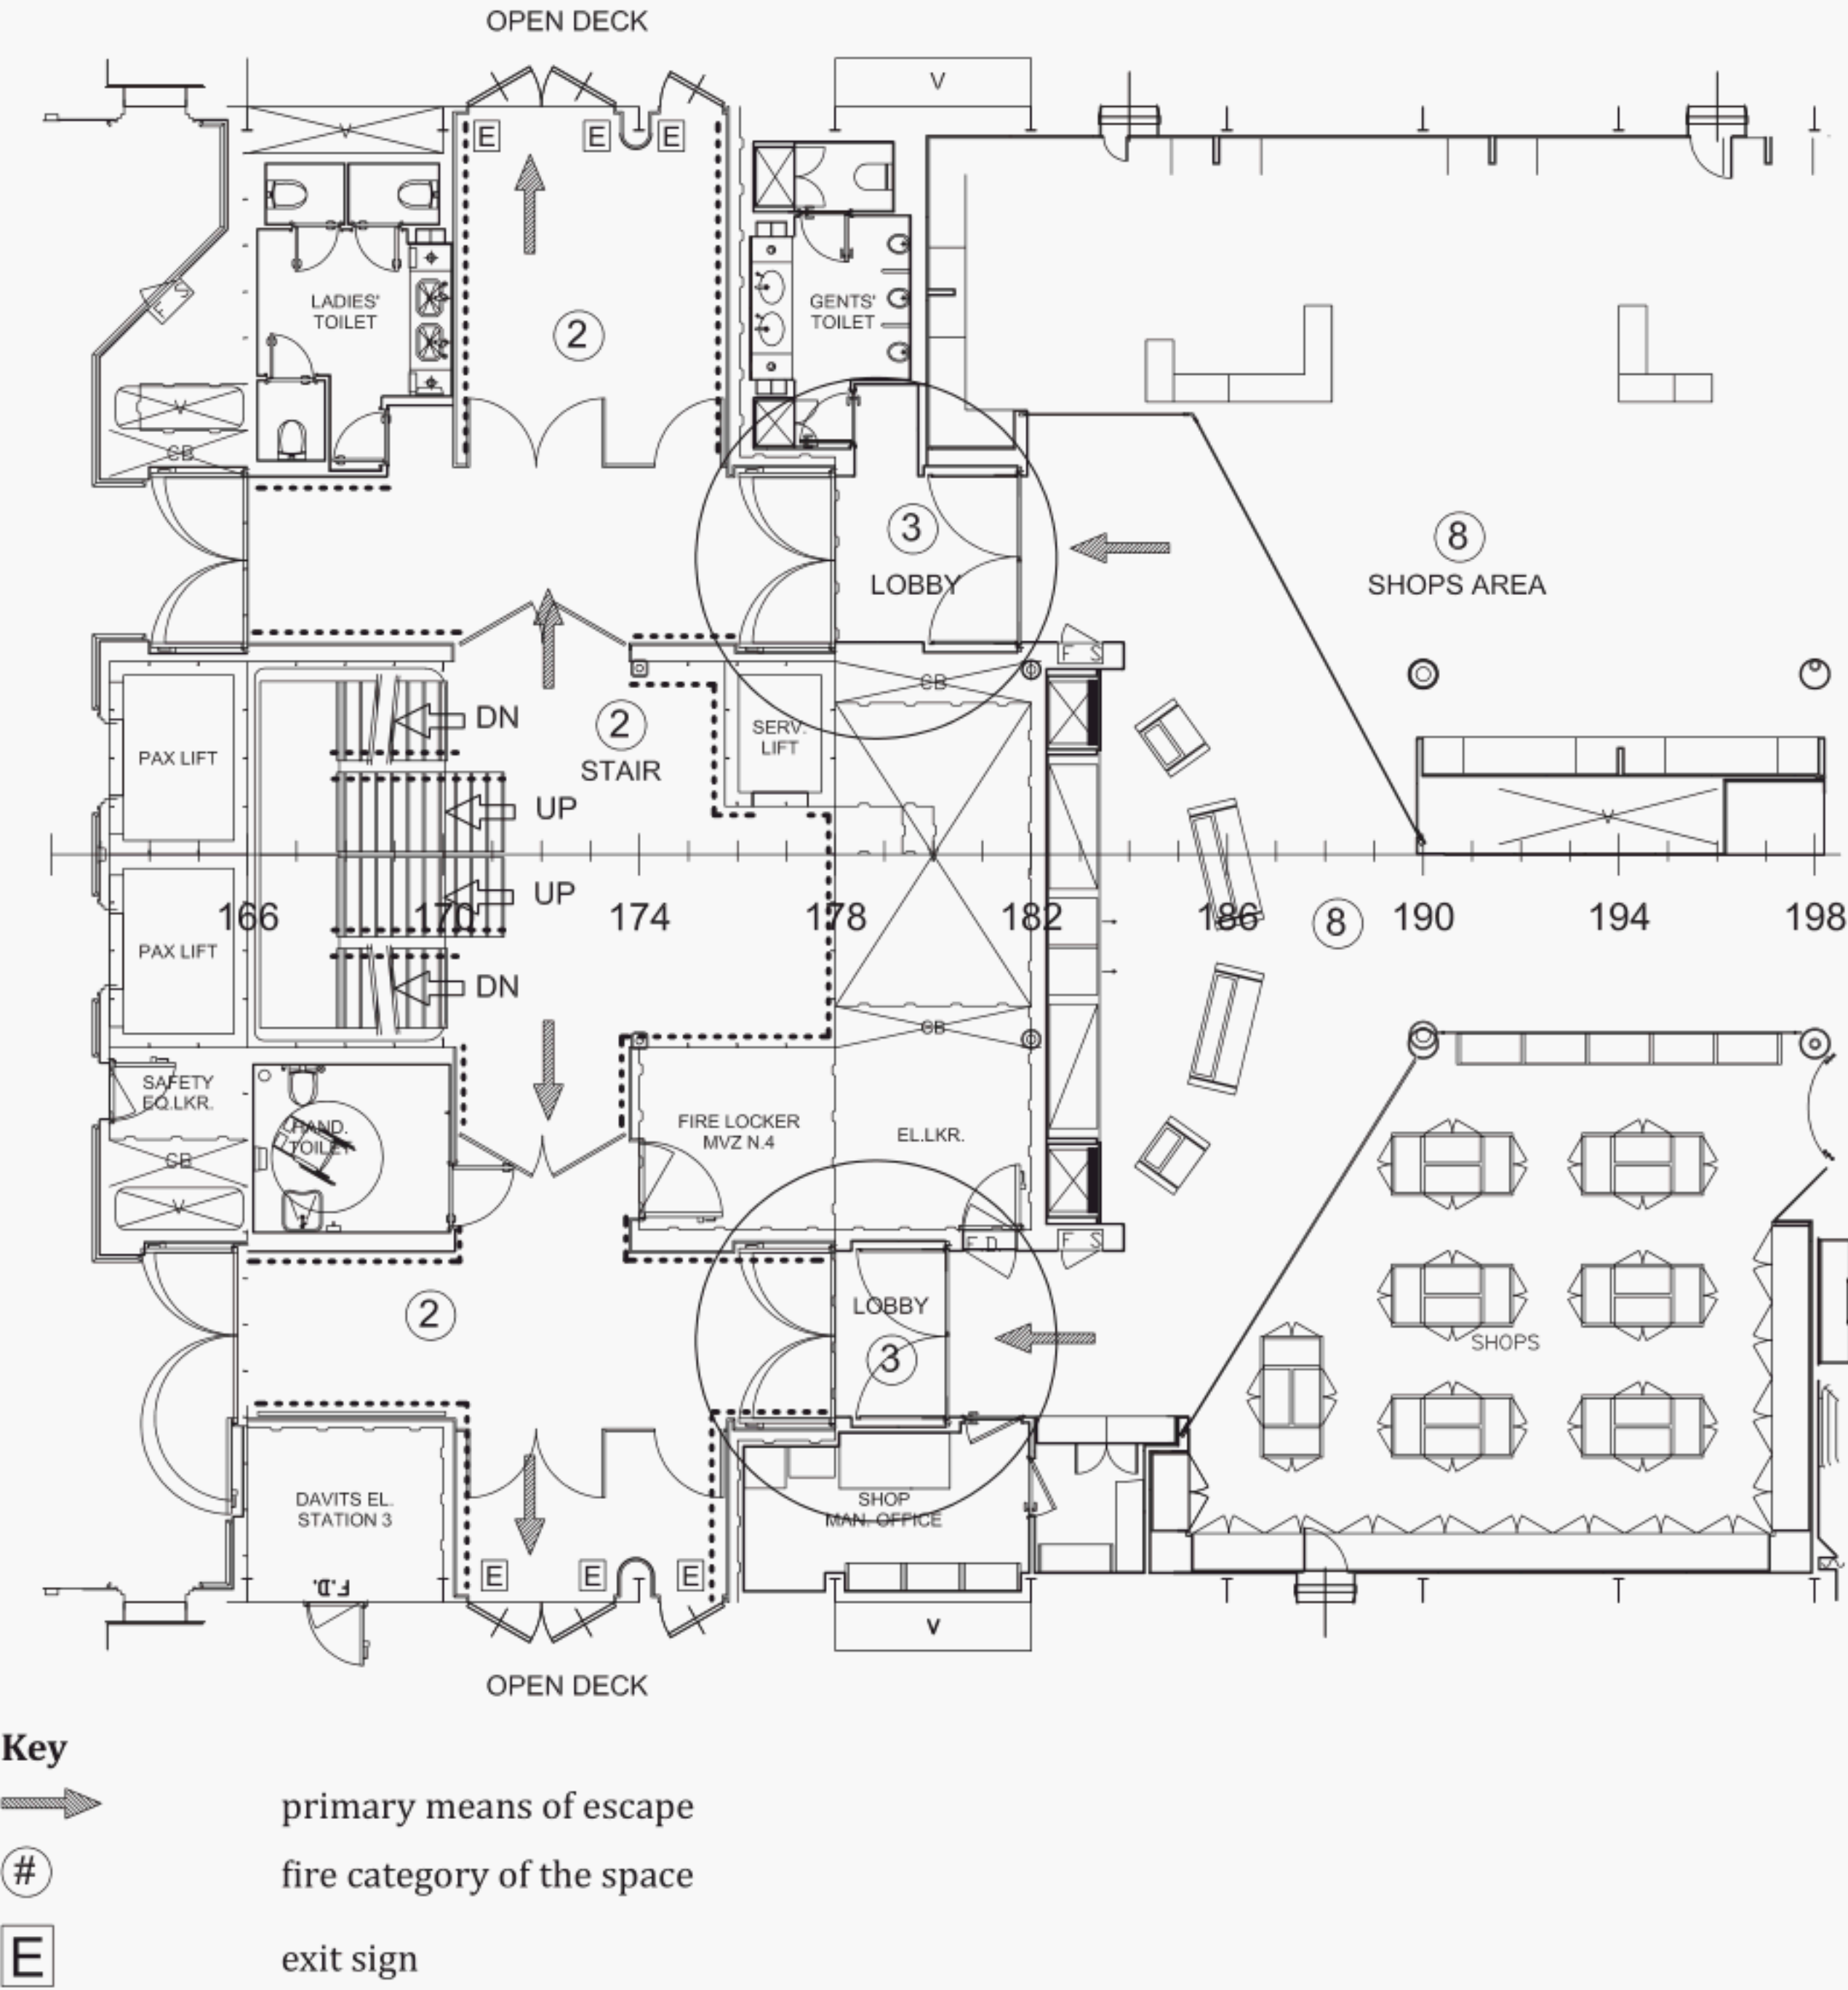 OPEN DECK
V
V
E
E
E
LADIES'
TOILET
GENTS'
TOILET
2
F S
V
CB
3
LOBBY
8
SHOPS AREA
F S
CB
DN
2
STAIR
SERV.
LIFT
PAX LIFT
UP
V
UP
166
170
174
178
182
186
190
194
198
8
PAX LIFT
DN
CB
SAFETY
EQ.LKR.
HAND.
TOILET
FIRE LOCKER
MVZ N.4
EL.LKR.
CB
V
F.D.
F S
LOBBY
2
3
SHOPS
DAVITS EL.
STATION 3
SHOP
MAN. OFFICE
E
E
E
F.D.
V
OPEN DECK
Key
primary means of escape
# fire category of the space
E exit sign